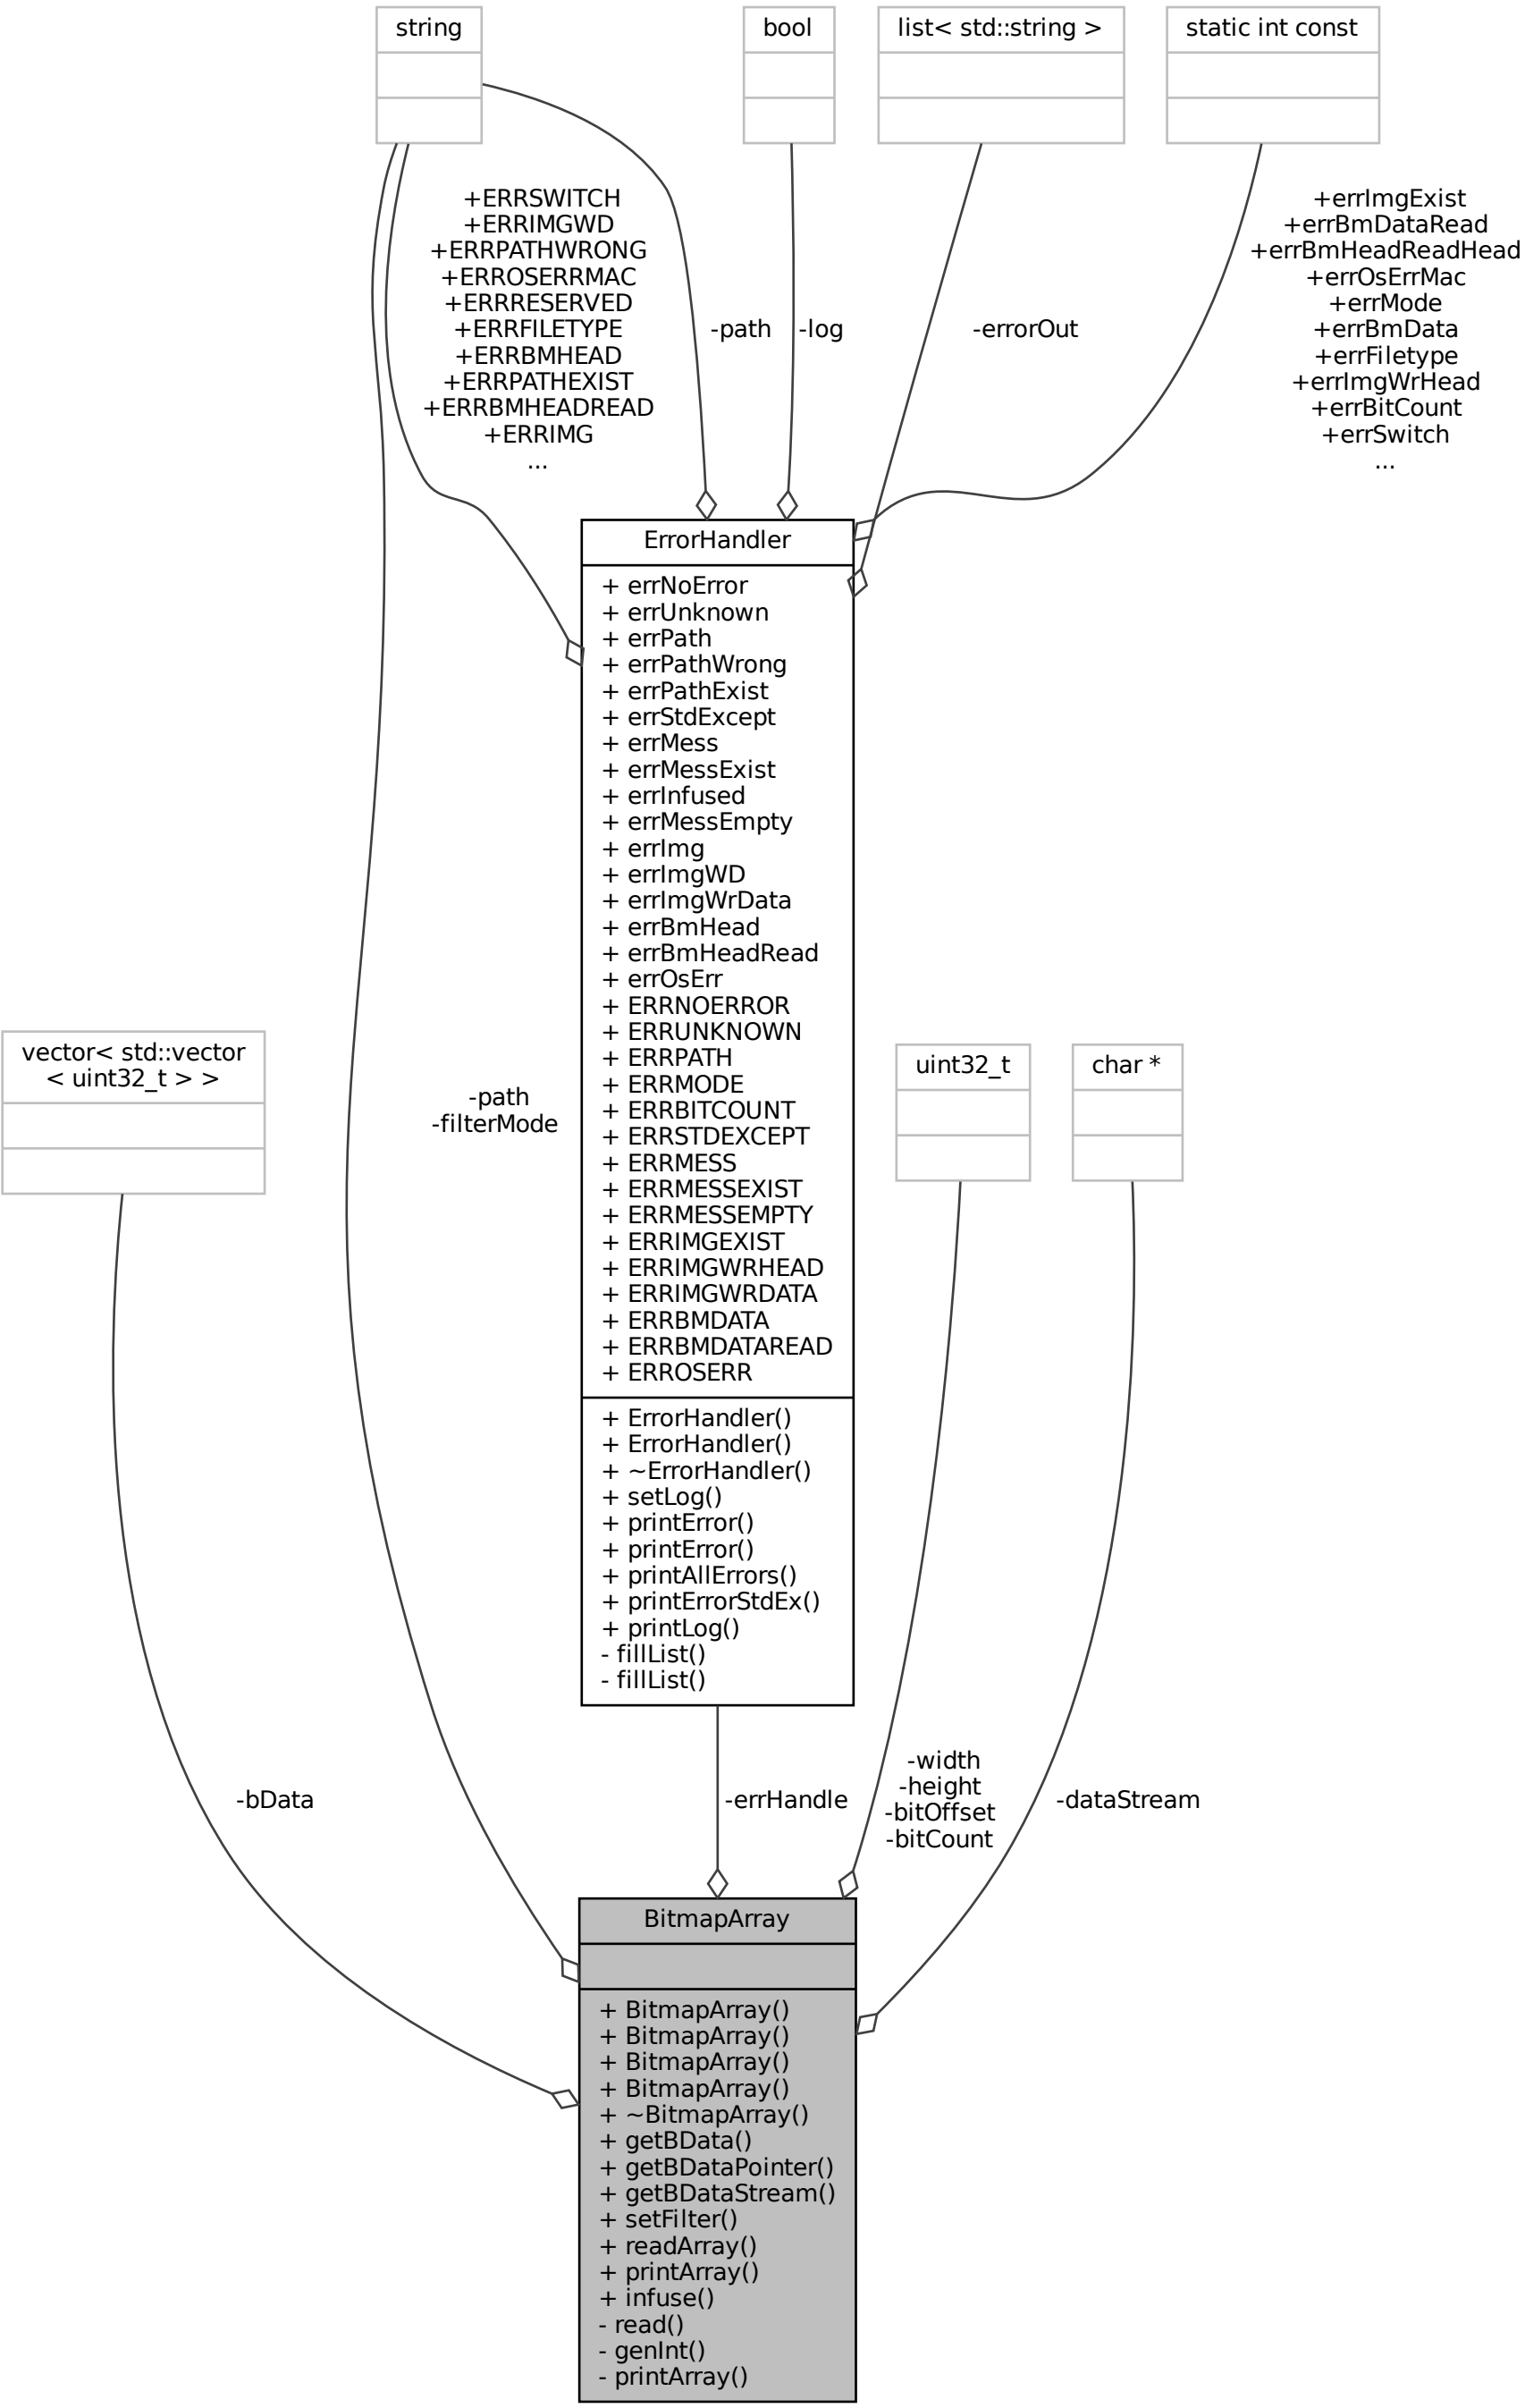 string
bool
list< std::string >
static int const
+ERRSWITCH
+ERRIMGWD
+ERRPATHWRONG
+ERROSERRMAC
+ERRRESERVED
+ERRFILETYPE
+ERRBMHEAD
+ERRPATHEXIST
+ERRBMHEADREAD
+ERRIMG
...
-path
-log
-errorOut
+errImgExist
+errBmDataRead
+errBmHeadReadHead
+errOsErrMac
+errMode
+errBmData
+errFiletype
+errImgWrHead
+errBitCount
+errSwitch
...
ErrorHandler
+ errNoError
+ errUnknown
+ errPath
+ errPathWrong
+ errPathExist
+ errStdExcept
+ errMess
+ errMessExist
+ errInfused
+ errMessEmpty
+ errImg
+ errImgWD
+ errImgWrData
+ errBmHead
+ errBmHeadRead
+ errOsErr
+ ERRNOERROR
+ ERRUNKNOWN
+ ERRPATH
+ ERRMODE
+ ERRBITCOUNT
+ ERRSTDEXCEPT
+ ERRMESS
+ ERRMESSEXIST
+ ERRMESSEMPTY
+ ERRIMGEXIST
+ ERRIMGWRHEAD
+ ERRIMGWRDATA
+ ERRBMDATA
+ ERRBMDATAREAD
+ ERROSERR
+ ErrorHandler()
+ ErrorHandler()
+ ~ErrorHandler()
+ setLog()
+ printError()
+ printError()
+ printAllErrors()
+ printErrorStdEx()
+ printLog()
- fillList()
- fillList()
vector< std::vector
< uint32_t > >
-path
-filterMode
uint32_t
char *
-bData
-errHandle
-width
-height
-bitOffset
-bitCount
-dataStream
BitmapArray
+ BitmapArray()
+ BitmapArray()
+ BitmapArray()
+ BitmapArray()
+ ~BitmapArray()
+ getBData()
+ getBDataPointer()
+ getBDataStream()
+ setFilter()
+ readArray()
+ printArray()
+ infuse()
- read()
- genInt()
- printArray()